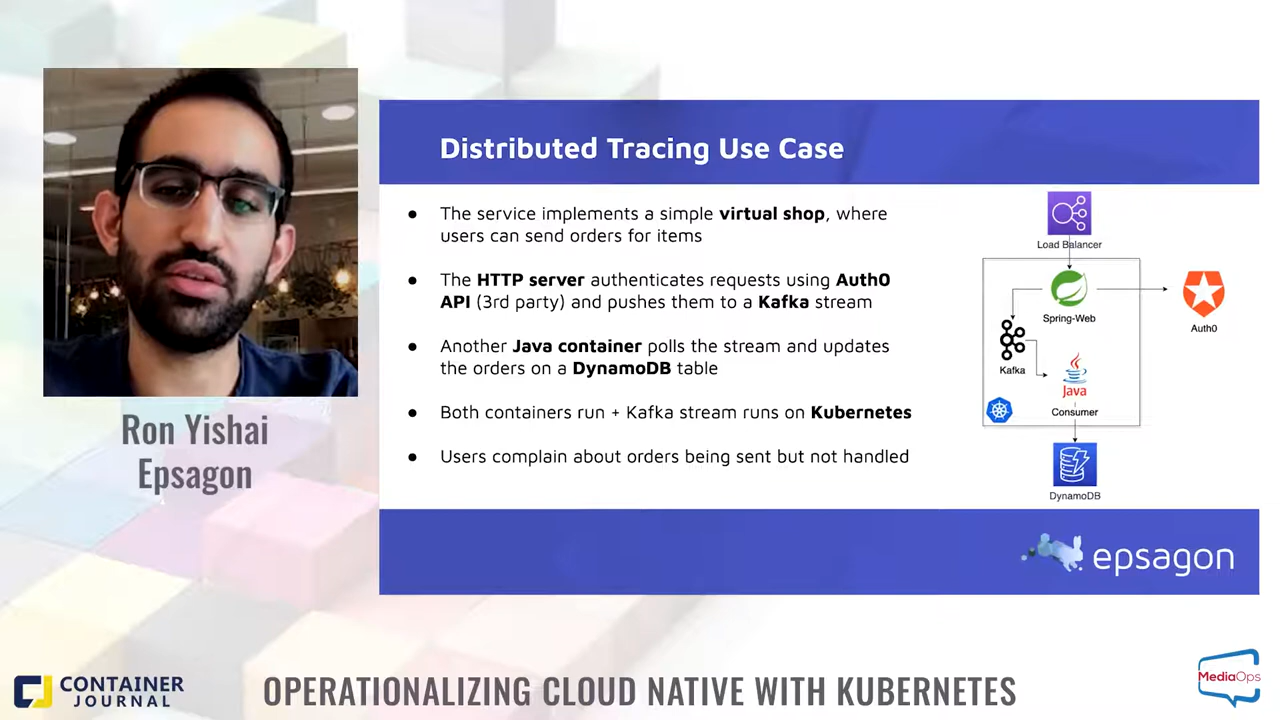 Distributed Tracing Use Case
● The service implements a simple virtual shop, where
users can send orders for items
● The HTTP server authenticates requests using Auth0
API (3rd party) and pushes them to a Kafka stream
● Another Java container polls the stream and updates
the orders on a DynamoDB table
● Both containers run + Kafka stream runs on Kubernetes
● Users complain about orders being sent but not handled
Load Balancer
Spring-Web
Auth0
Kafka
Java
Consumer
DynamoDB
epsagon
Ron Yishai
Epsagon
CONTAINER
JOURNAL
OPERATIONALIZING CLOUD NATIVE WITH KUBERNETES
MediaOps